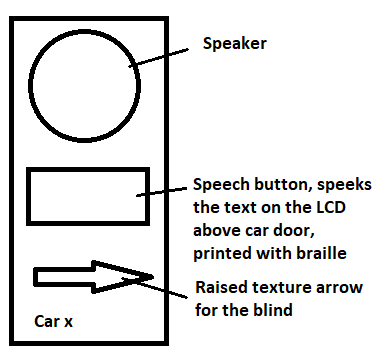 Speaker
Speech button, speeks
the text on the LCD
above car door,
printed with braille
Raised texture arrow
for the blind
Car x